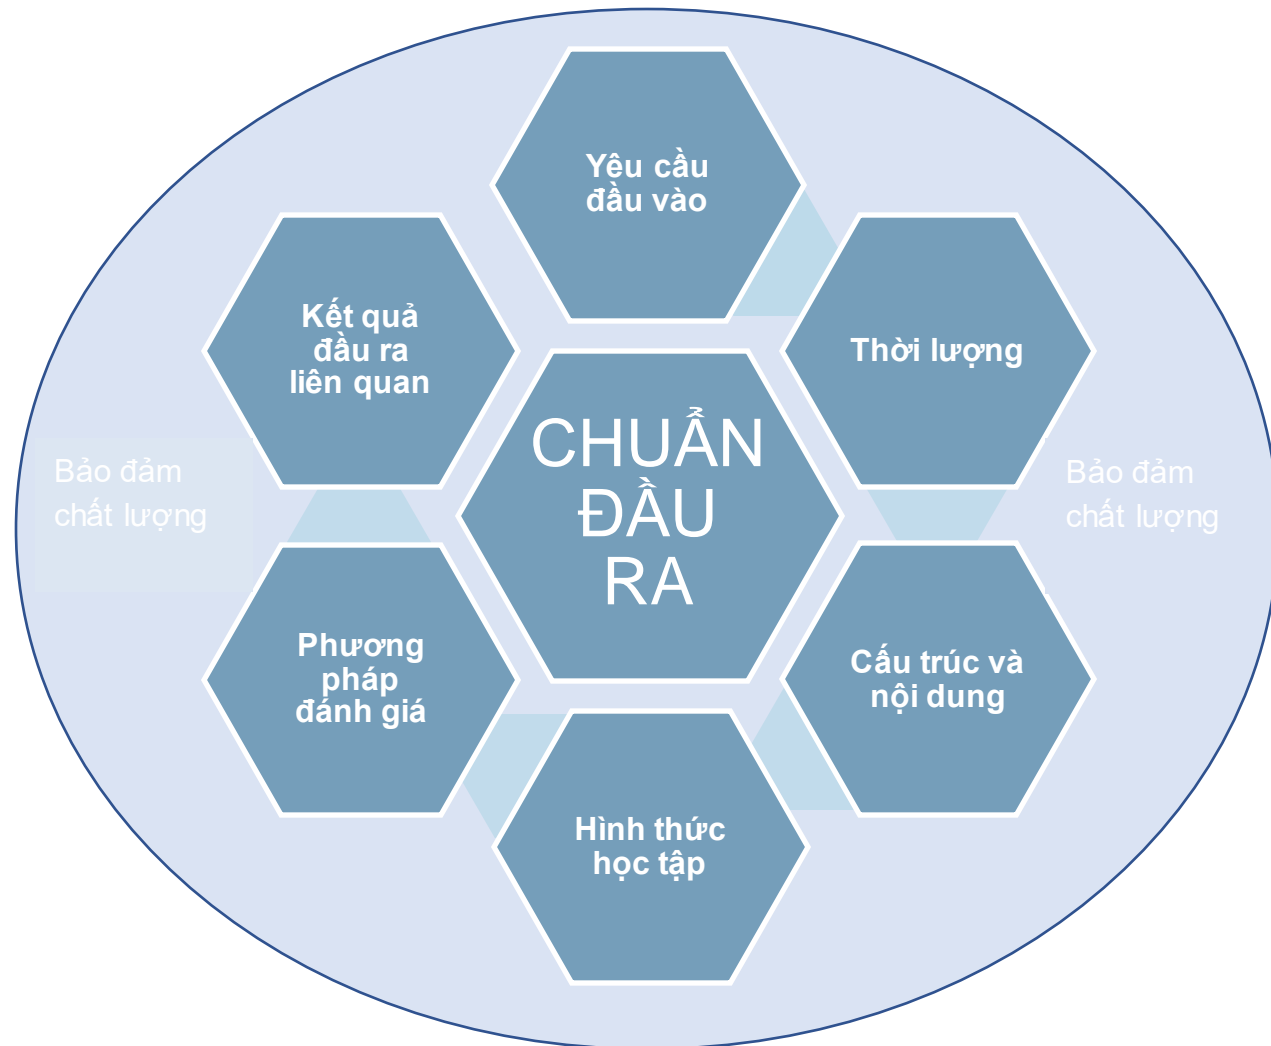 Yêu cầu
đầu vào
Kết quả
đầu ra
liên quan
Thời lượng
CHUẨN
ĐẦU
RA
Bảo đảm
chất lượng
Bảo đảm
chất lượng
Phương
pháp
đánh giá
Cấu trúc và
nội dung
Hình thức
học tập